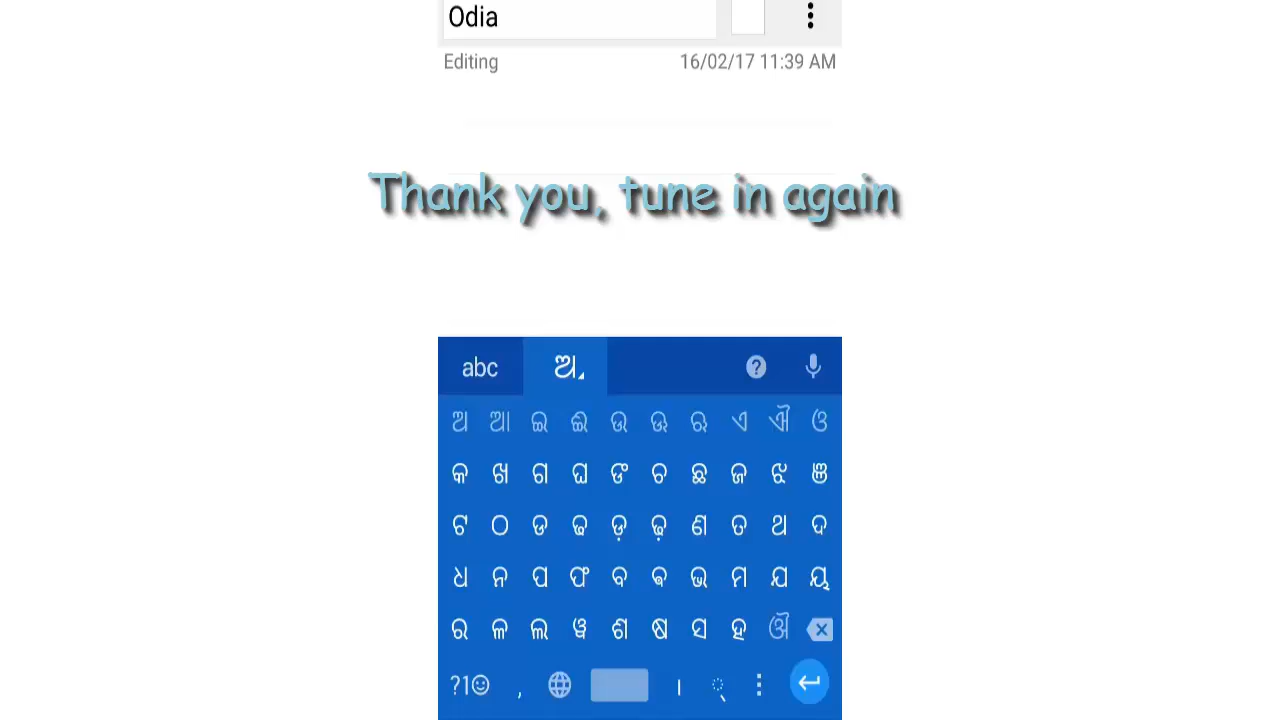 Odia
Editing 16/02/17 11:39 AM
Thank you, tune in again
abc ଅ
ଅ ଆ ଇ ଈ ଉ ଊ ଋ ଏ ଐ ଓ
କ ଖ ଗ ଘ ଙ ଚ ଛ ଜ ଝ ଞ
ଟ ଠ ଡ ଢ ଡ଼ ଢ଼ ଣ ତ ଥ ଦ
ଧ ନ ପ ଫ ବ ଵ ଭ ମ ଯ ୟ
ର ଳ ଲ ୱ ଶ ଷ ସ ହ ଔ
?1☺ , । ୍